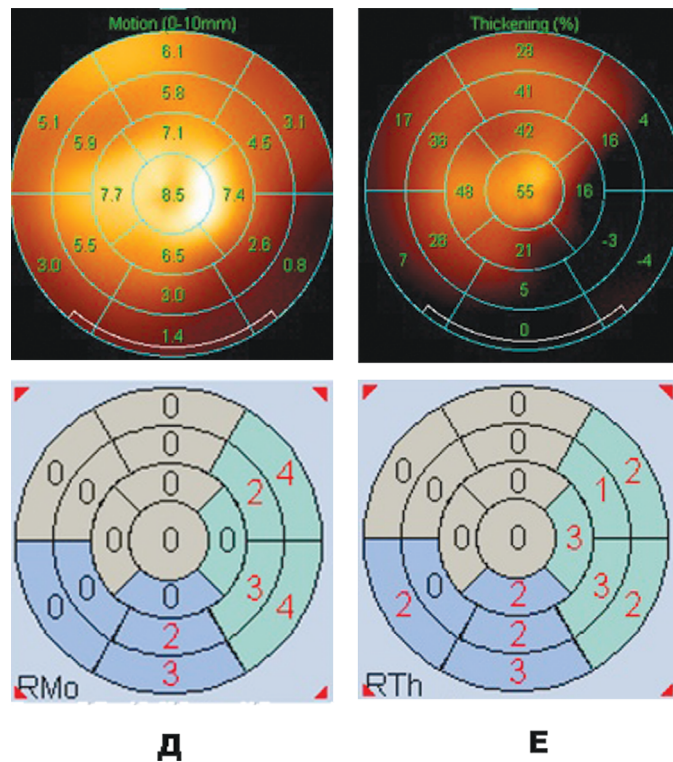 Motion (0-10mm)
6.1
5.8
5.1 3.1
7.1
5.9 4.5
7.7 8.5 7.4
5.5 2.6
6.5
3.0 0.8
3.0
1.4
Thickening (%)
28
41
17 4
42
36 16
48 55 16
26 -3
21
7 -4
5
0
0
0
0 0 0 2 4
0 0 0
0 0 0 3 4
2
3
RMo
0
0
0 0 0 1 2
0 0 3
2 0 2 3 2
2
3
RTh
Д
Е